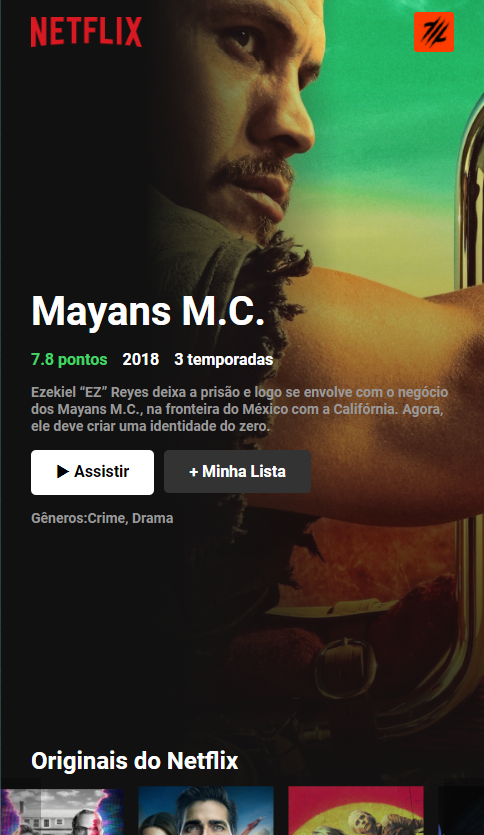 NETFLIX
Mayans M.C.
7.8 pontos 2018 3 temporadas
Ezekiel “EZ” Reyes deixa a prisão e logo se envolve com o negócio
dos Mayans M.C., na fronteira do México com a Califórnia. Agora,
ele deve criar uma identidade do zero.
▶ Assistir + Minha Lista
Gêneros:Crime, Drama
Originais do Netflix